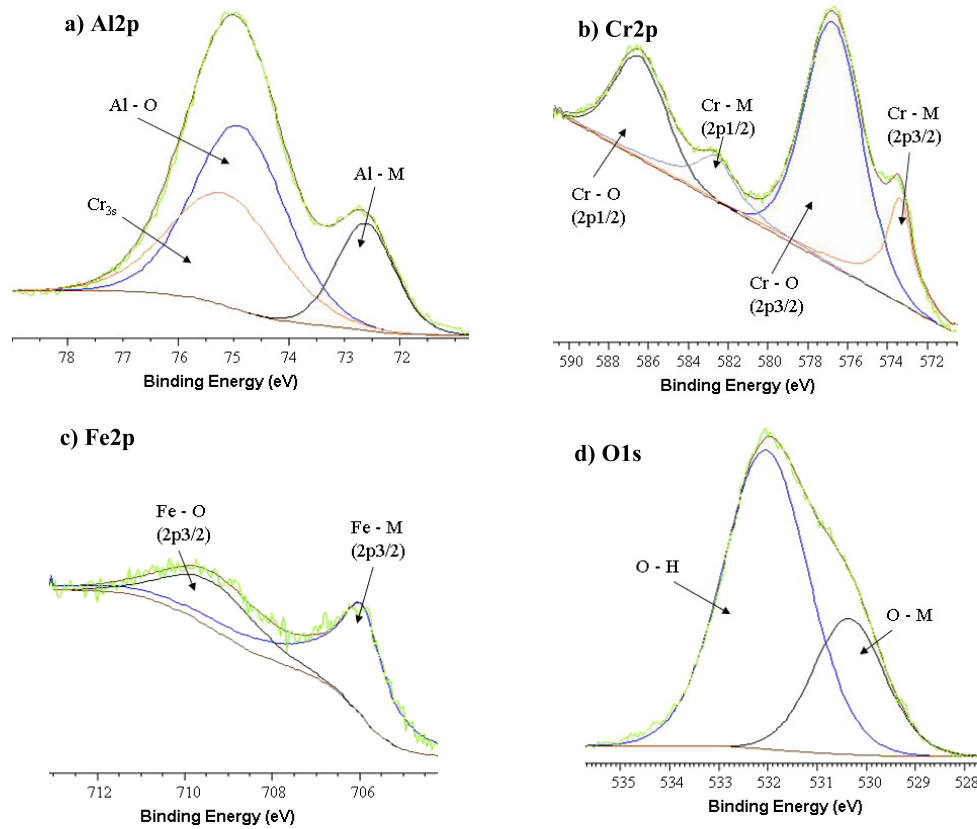 a) Al2p
Al - O
Al - M
Cr3s
78 77 76 75 74 73 72
Binding Energy (eV)
b) Cr2p
Cr - M
(2p1/2)
Cr - M
(2p3/2)
Cr - O
(2p1/2)
Cr - O
(2p3/2)
590 588 586 584 582 580 578 576 574 572
Binding Energy (eV)
c) Fe2p
Fe - O
(2p3/2)
Fe - M
(2p3/2)
712 710 708 706
Binding Energy (eV)
d) O1s
O - H
O - M
535 534 533 532 531 530 529 528
Binding Energy (eV)